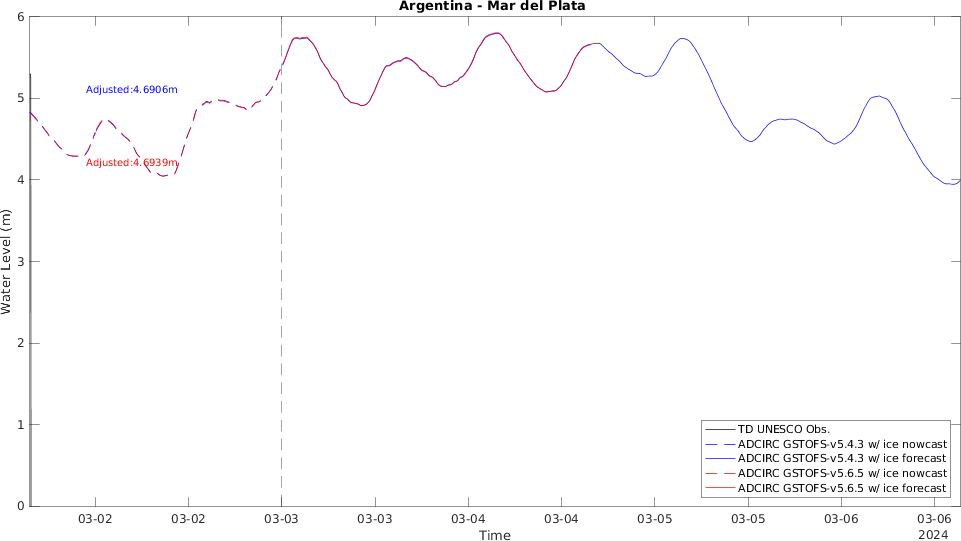 Argentina - Mar del Plata
6
5
4
3
2
1
0
Water Level (m)
Adjusted:4.6906m
Adjusted:4.6939m
TD UNESCO Obs.
ADCIRC GSTOFS-v5.4.3 w/ ice nowcast
ADCIRC GSTOFS-v5.4.3 w/ ice forecast
ADCIRC GSTOFS-v5.6.5 w/ ice nowcast
ADCIRC GSTOFS-v5.6.5 w/ ice forecast
03-02 03-02 03-03 03-03 03-04 03-04 03-05 03-05 03-06 03-06
2024
Time